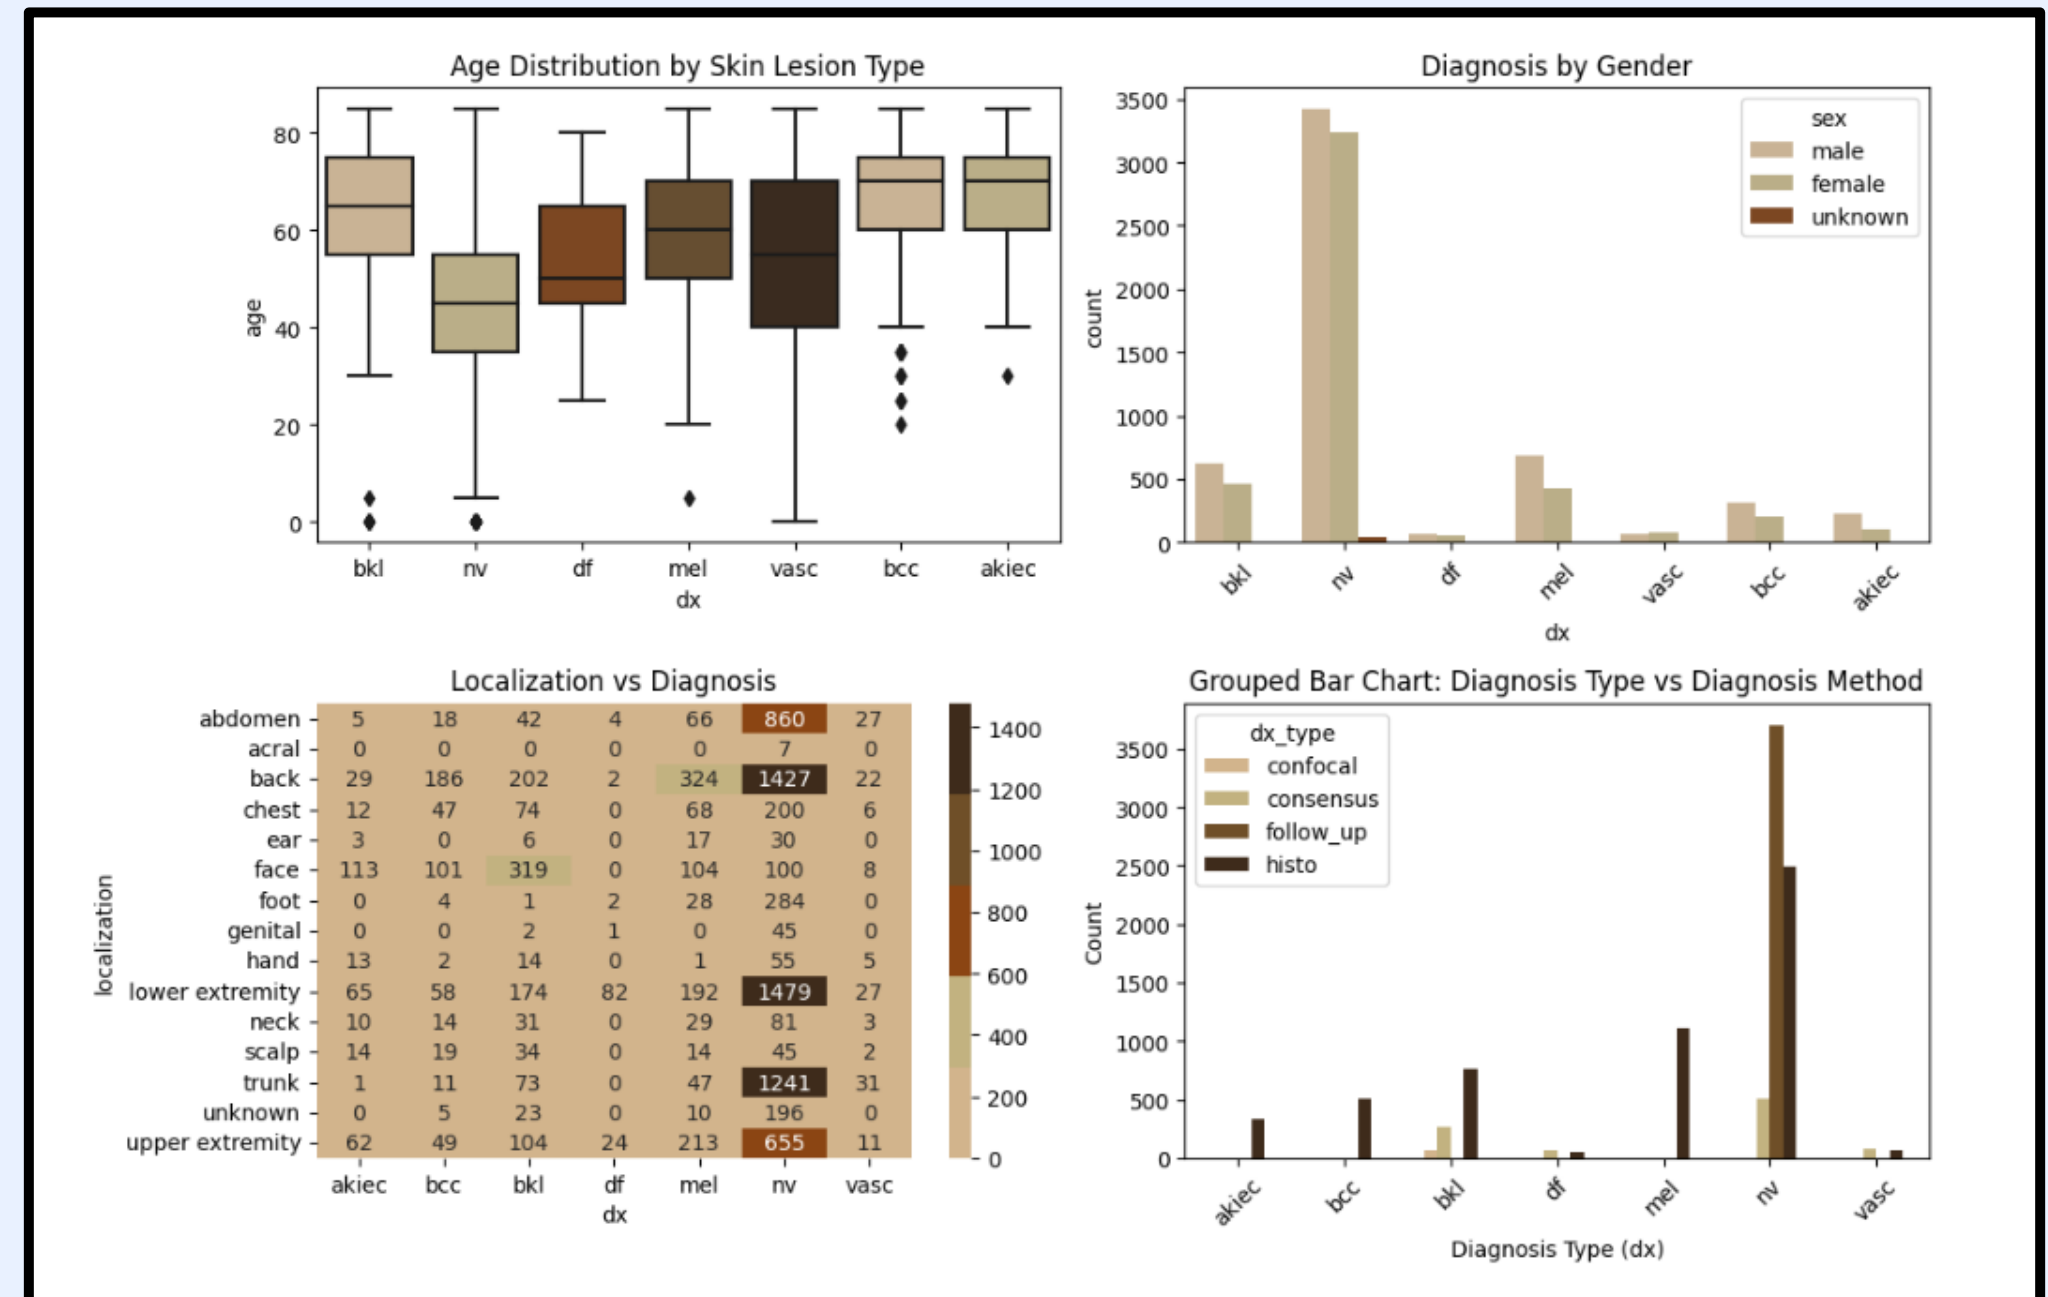 Age Distribution by Skin Lesion Type
80
60
40
20
0
age
bkl nv df mel vasc bcc akiec
dx
Diagnosis by Gender
3500
3000
2500
2000
1500
1000
500
0
count
sex
male
female
unknown
bkl nv df mel vasc bcc akiec
dx
Localization vs Diagnosis
localization
abdomen 5 18 42 4 66 860 27
acral 0 0 0 0 0 7 0
back 29 186 202 2 324 1427 22
chest 12 47 74 0 68 200 6
ear 3 0 6 0 17 30 0
face 113 101 319 0 104 100 8
foot 0 4 1 2 28 284 0
genital 0 0 2 1 0 45 0
hand 13 2 14 0 1 55 5
lower extremity 65 58 174 82 192 1479 27
neck 10 14 31 0 29 81 3
scalp 14 19 34 0 14 45 2
trunk 1 11 73 0 47 1241 31
unknown 0 5 23 0 10 196 0
upper extremity 62 49 104 24 213 655 11
akiec bcc bkl df mel nv vasc
dx
1400
1200
1000
800
600
400
200
0
Grouped Bar Chart: Diagnosis Type vs Diagnosis Method
dx_type
confocal
consensus
follow_up
histo
3500
3000
2500
2000
1500
1000
500
0
Count
akiec bcc bkl df mel nv vasc
Diagnosis Type (dx)